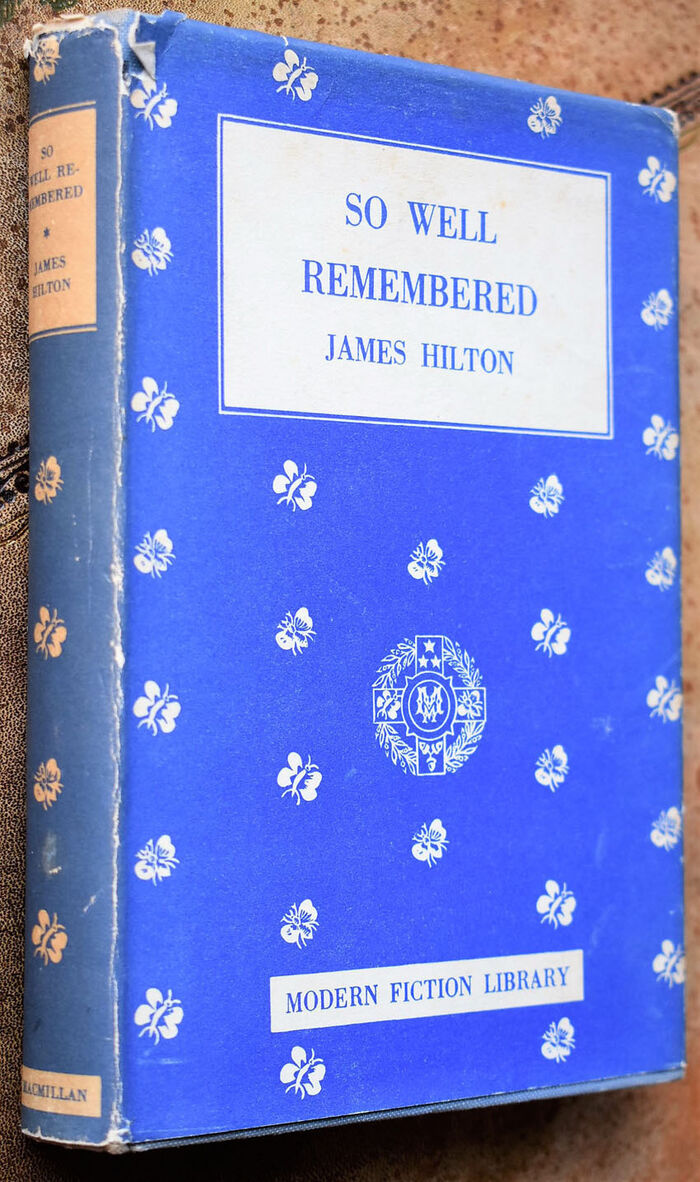 SO WELL
REMEMBERED
JAMES HILTON
MODERN FICTION LIBRARY
SO
WELL RE-
MEMBERED
*
JAMES
HILTON
MACMILLAN